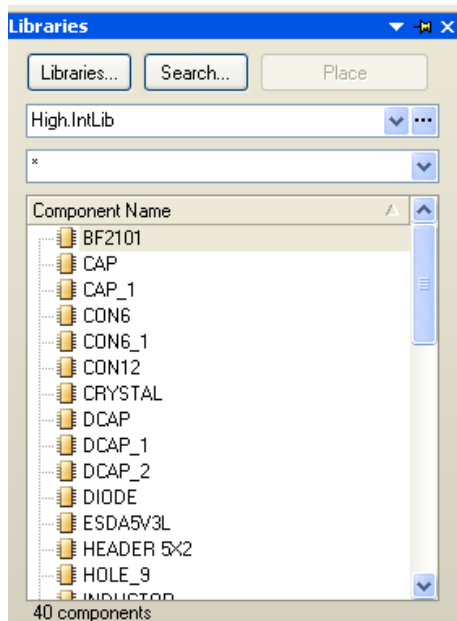 Libraries
Libraries... Search... Place
High.IntLib
*
Component Name
BF2101
CAP
CAP_1
CON6
CON6_1
CON12
CRYSTAL
DCAP
DCAP_1
DCAP_2
DIODE
ESDA5V3L
HEADER 5X2
HOLE_9
INDUCTOR
40 components